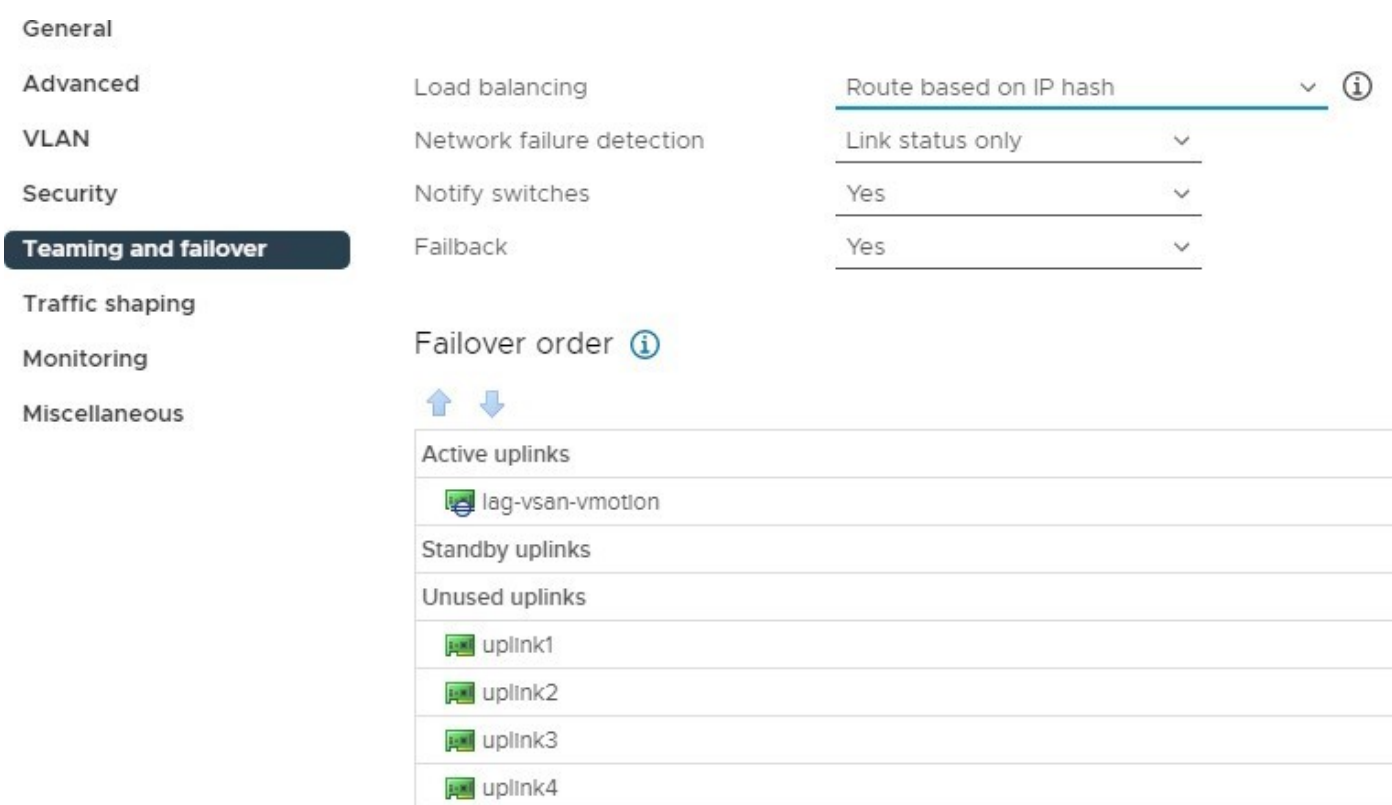 General
Advanced
VLAN
Security
Teaming and failover
Traffic shaping
Monitoring
Miscellaneous
Load balancing Route based on IP hash
Network failure detection Link status only
Notify switches Yes
Failback Yes
Failover order
Active uplinks
lag-vsan-vmotion
Standby uplinks
Unused uplinks
uplink1
uplink2
uplink3
uplink4